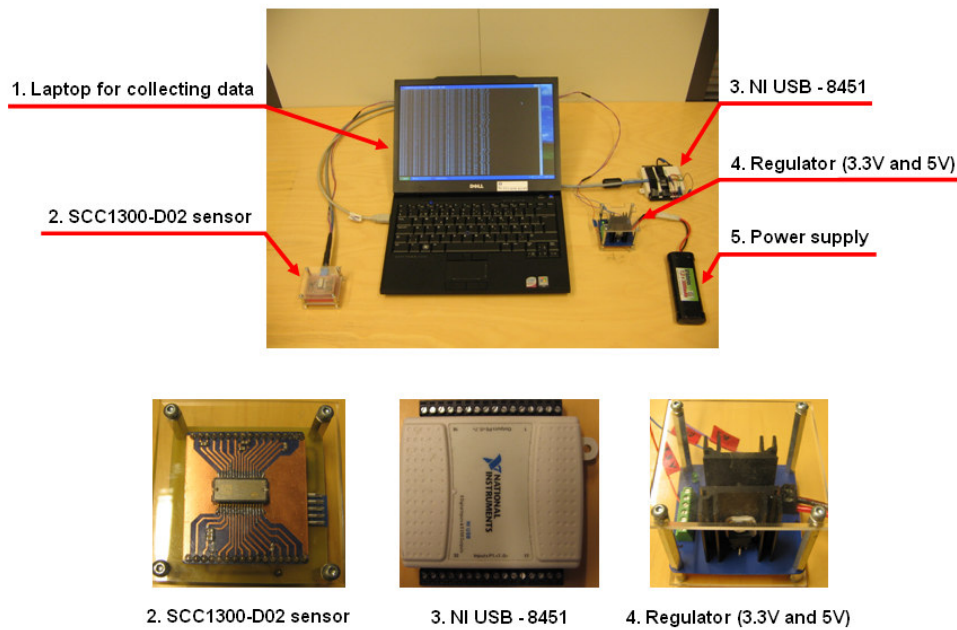 1. Laptop for collecting data
3. NI USB - 8451
4. Regulator (3.3V and 5V)
2. SCC1300-D02 sensor
5. Power supply
DELL
NATIONAL
INSTRUMENTS
2. SCC1300-D02 sensor
3. NI USB - 8451
4. Regulator (3.3V and 5V)